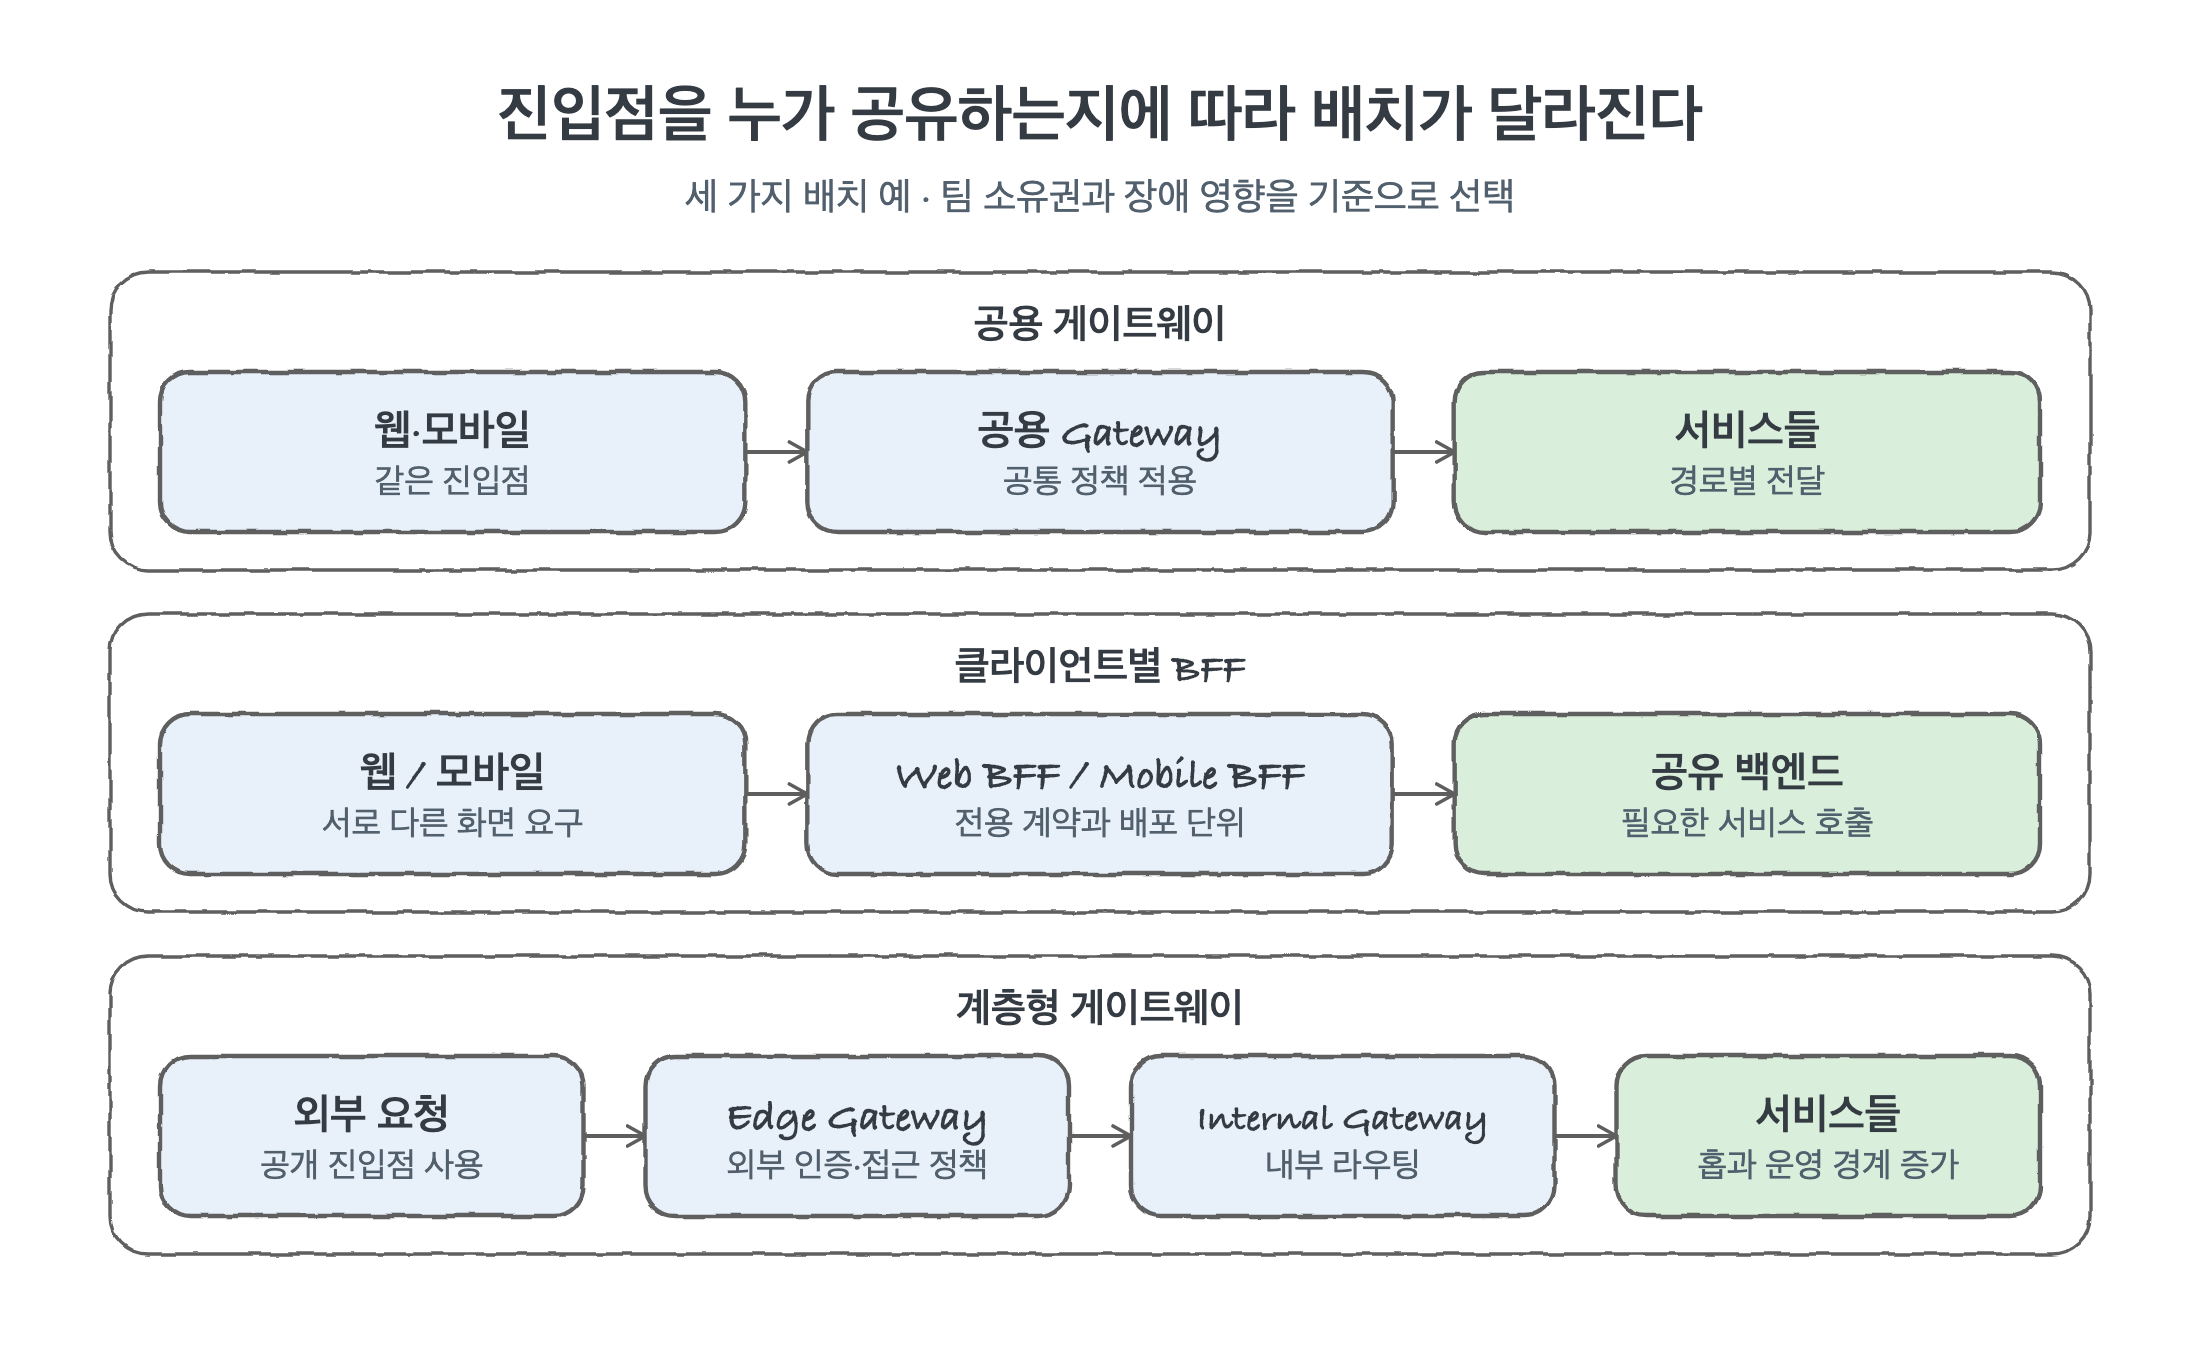 진입점을 누가 공유하는지에 따라 배치가 달라진다
세 가지 배치 예 · 팀 소유권과 장애 영향을 기준으로 선택
공용 게이트웨이
웹·모바일
같은 진입점
공용 Gateway
공통 정책 적용
서비스들
경로별 전달
클라이언트별 BFF
웹 / 모바일
서로 다른 화면 요구
Web BFF / Mobile BFF
전용 계약과 배포 단위
공유 백엔드
필요한 서비스 호출
계층형 게이트웨이
외부 요청
공개 진입점 사용
Edge Gateway
외부 인증·접근 정책
Internal Gateway
내부 라우팅
서비스들
홉과 운영 경계 증가